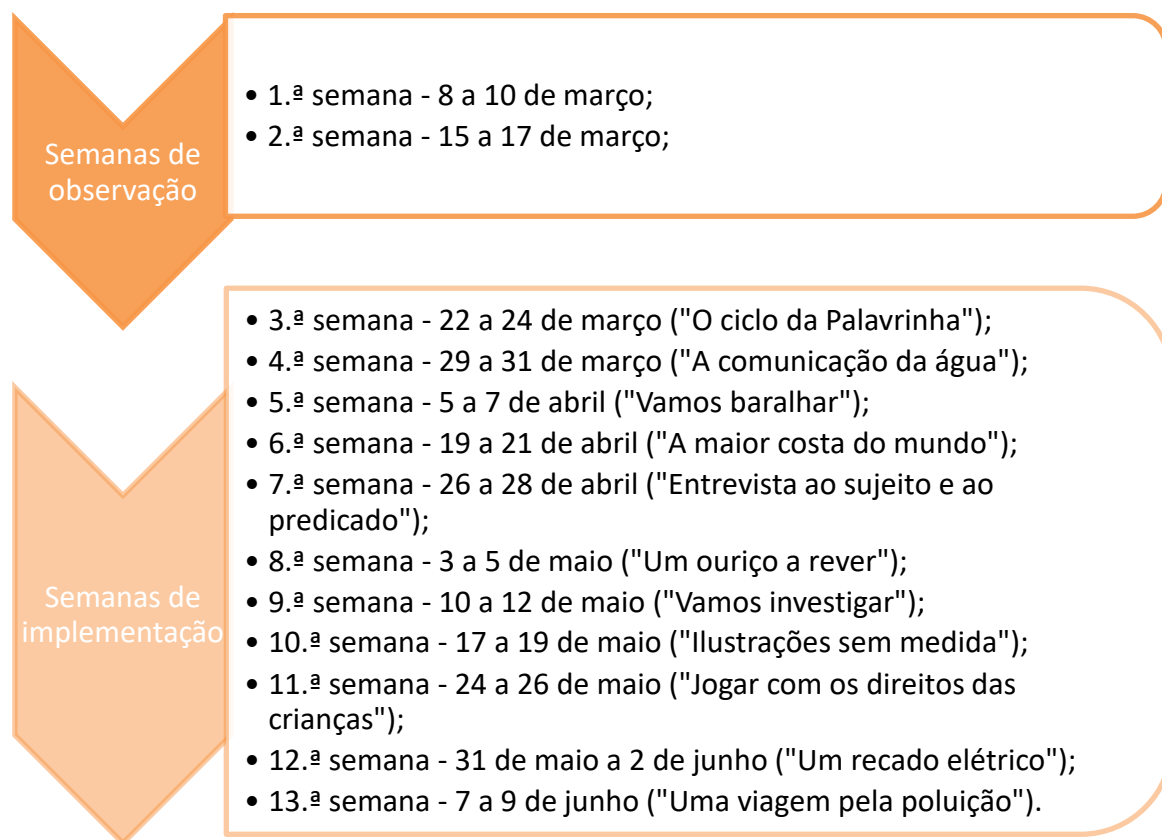 Semanas de
observação
• 1.ª semana - 8 a 10 de março;
• 2.ª semana - 15 a 17 de março;
Semanas de
implementação
• 3.ª semana - 22 a 24 de março ("O ciclo da Palavrinha");
• 4.ª semana - 29 a 31 de março ("A comunicação da água");
• 5.ª semana - 5 a 7 de abril ("Vamos baralhar");
• 6.ª semana - 19 a 21 de abril ("A maior costa do mundo");
• 7.ª semana - 26 a 28 de abril ("Entrevista ao sujeito e ao
predicado");
• 8.ª semana - 3 a 5 de maio ("Um ouriço a rever");
• 9.ª semana - 10 a 12 de maio ("Vamos investigar");
• 10.ª semana - 17 a 19 de maio ("Ilustrações sem medida");
• 11.ª semana - 24 a 26 de maio ("Jogar com os direitos das
crianças");
• 12.ª semana - 31 de maio a 2 de junho ("Um recado elétrico");
• 13.ª semana - 7 a 9 de junho ("Uma viagem pela poluição").